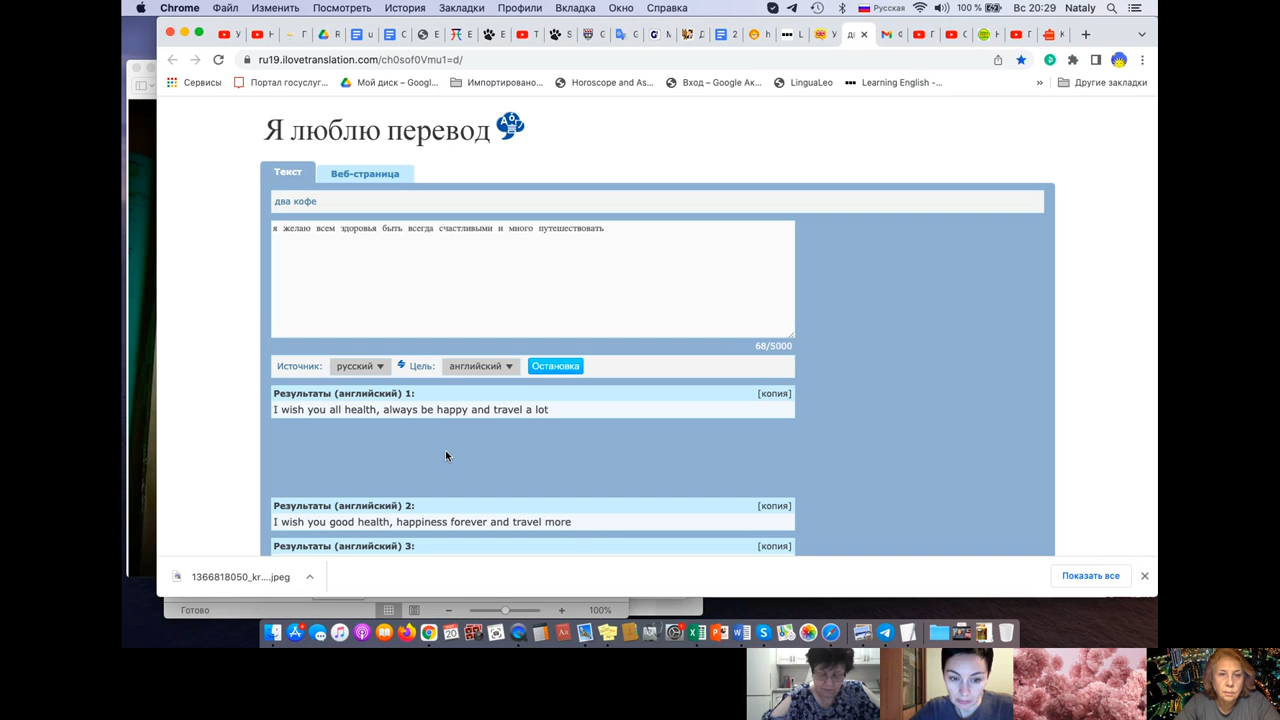 Chrome Файл Изменить Посмотреть История Закладки Профили Вкладка Окно Справка Русская 100 % Вс 20:29 Nataly
ru19.ilovetranslation.com/ch0sof0Vmu1=d/
Сервисы Портал госуслуг... Мой диск – Googl... Импортировано... Horoscope and As... Вход – Google Ак... LinguaLeo Learning English -... » Другие закладки
Я люблю перевод
Текст Веб-страница
два кофе
я желаю всем здоровья быть всегда счастливыми и много путешествовать
68/5000
Источник: русский Цель: английский Остановка
Результаты (английский) 1: [копия]
I wish you all health, always be happy and travel a lot
Результаты (английский) 2: [копия]
I wish you good health, happiness forever and travel more
Результаты (английский) 3: [копия]
1366818050_kr....jpeg Показать все
Готово 100%